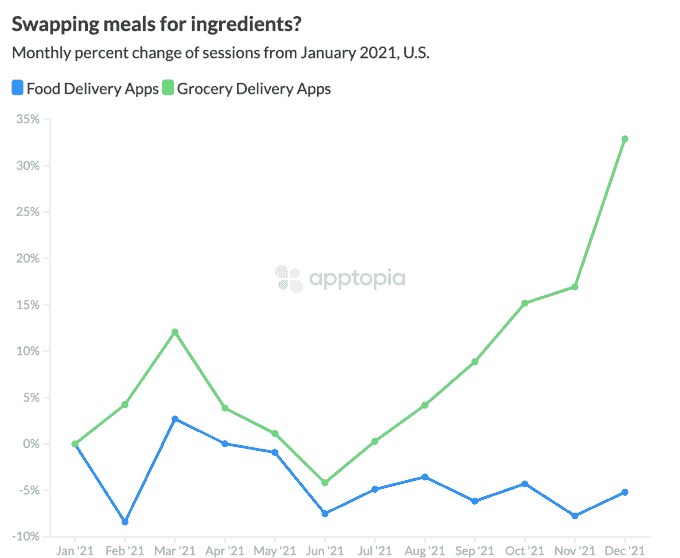 Swapping meals for ingredients?
Monthly percent change of sessions from January 2021, U.S.
Food Delivery Apps Grocery Delivery Apps
35%
30%
25%
20%
apptopia
15%
10%
5%
0%
-5%
-10%
Jan '21 Feb '21 Mar '21 Apr '21 May '21 Jun '21 Jul '21 Aug '21 Sep '21 Oct '21 Nov '21 Dec '21